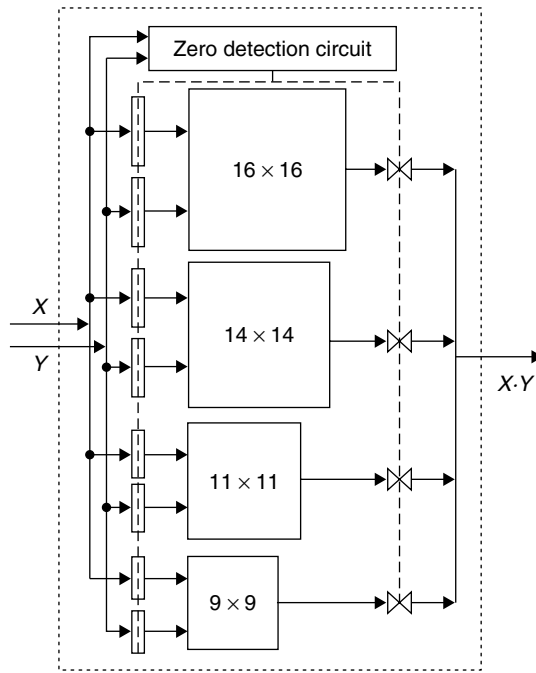 Zero detection circuit
16 × 16
X
14 × 14
Y
X·Y
11 × 11
9 × 9